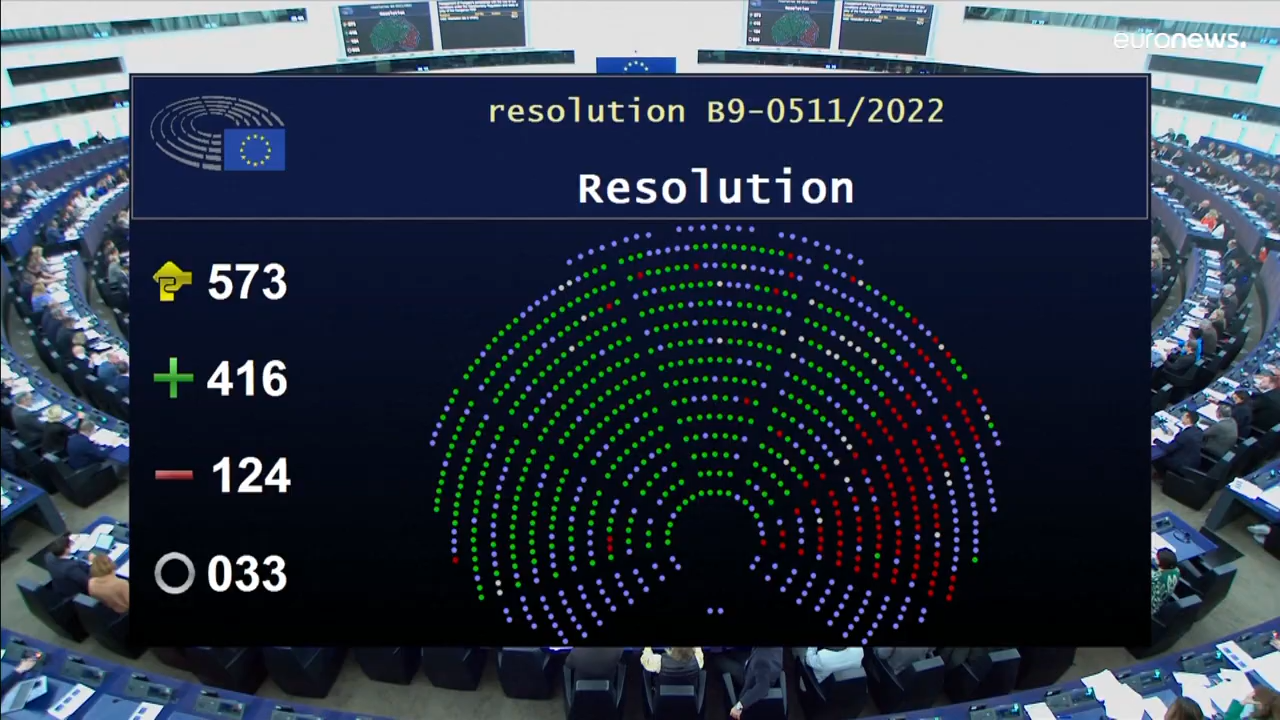 euronews.
resolution B9-0511/2022
Resolution
573
416
124
033